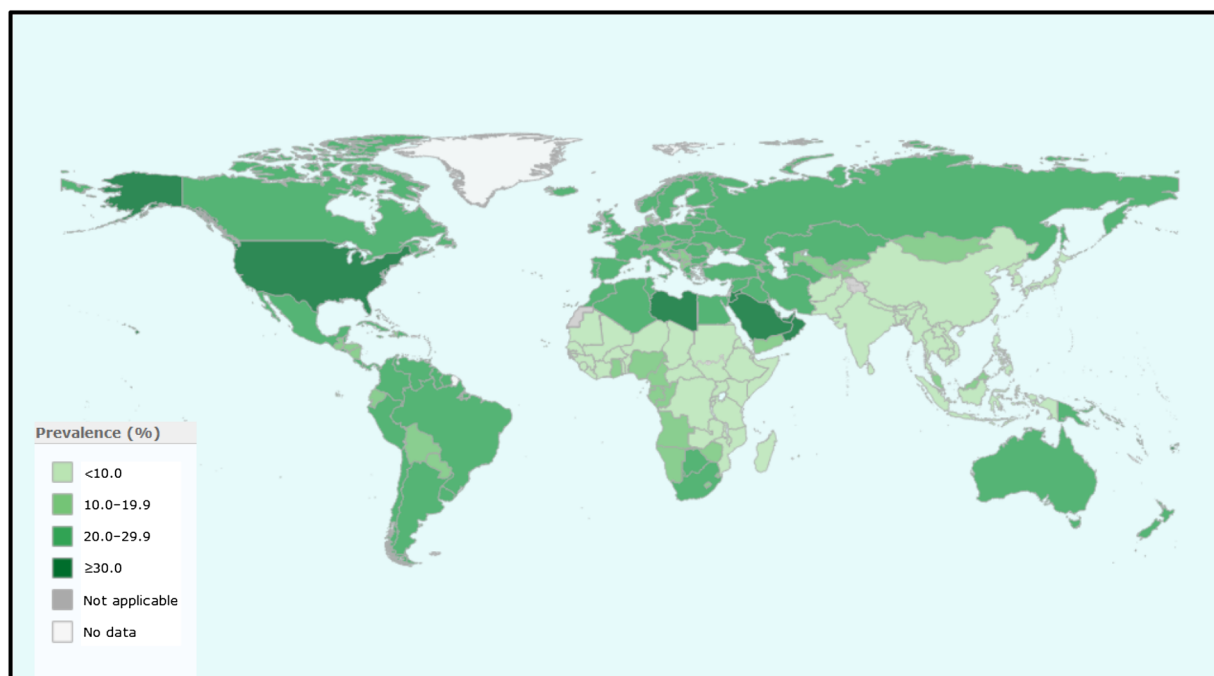 Prevalence (%)
<10.0
10.0–19.9
20.0–29.9
≥30.0
Not applicable
No data